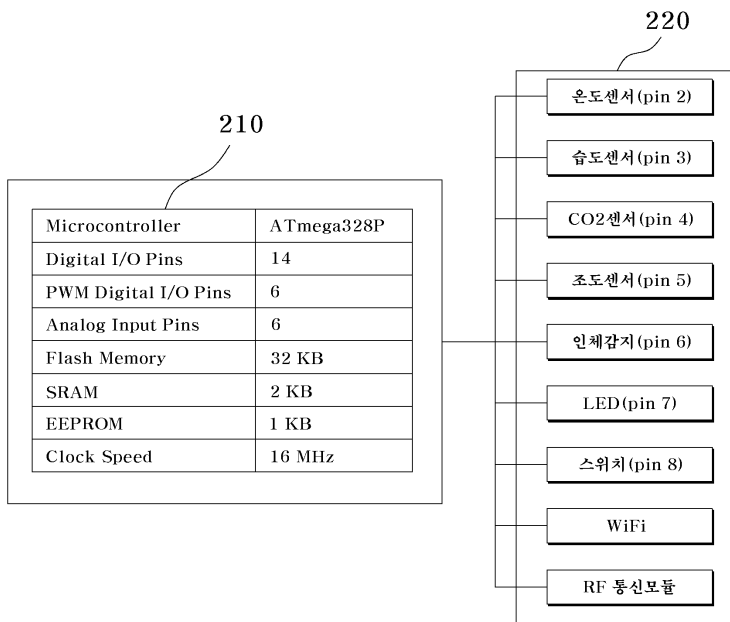 220
210
Microcontroller ATmega328P
Digital I/O Pins 14
PWM Digital I/O Pins 6
Analog Input Pins 6
Flash Memory 32 KB
SRAM 2 KB
EEPROM 1 KB
Clock Speed 16 MHz
온도센서(pin 2)
습도센서(pin 3)
CO2센서(pin 4)
조도센서(pin 5)
인체감지(pin 6)
LED(pin 7)
스위치(pin 8)
WiFi
RF 통신모듈